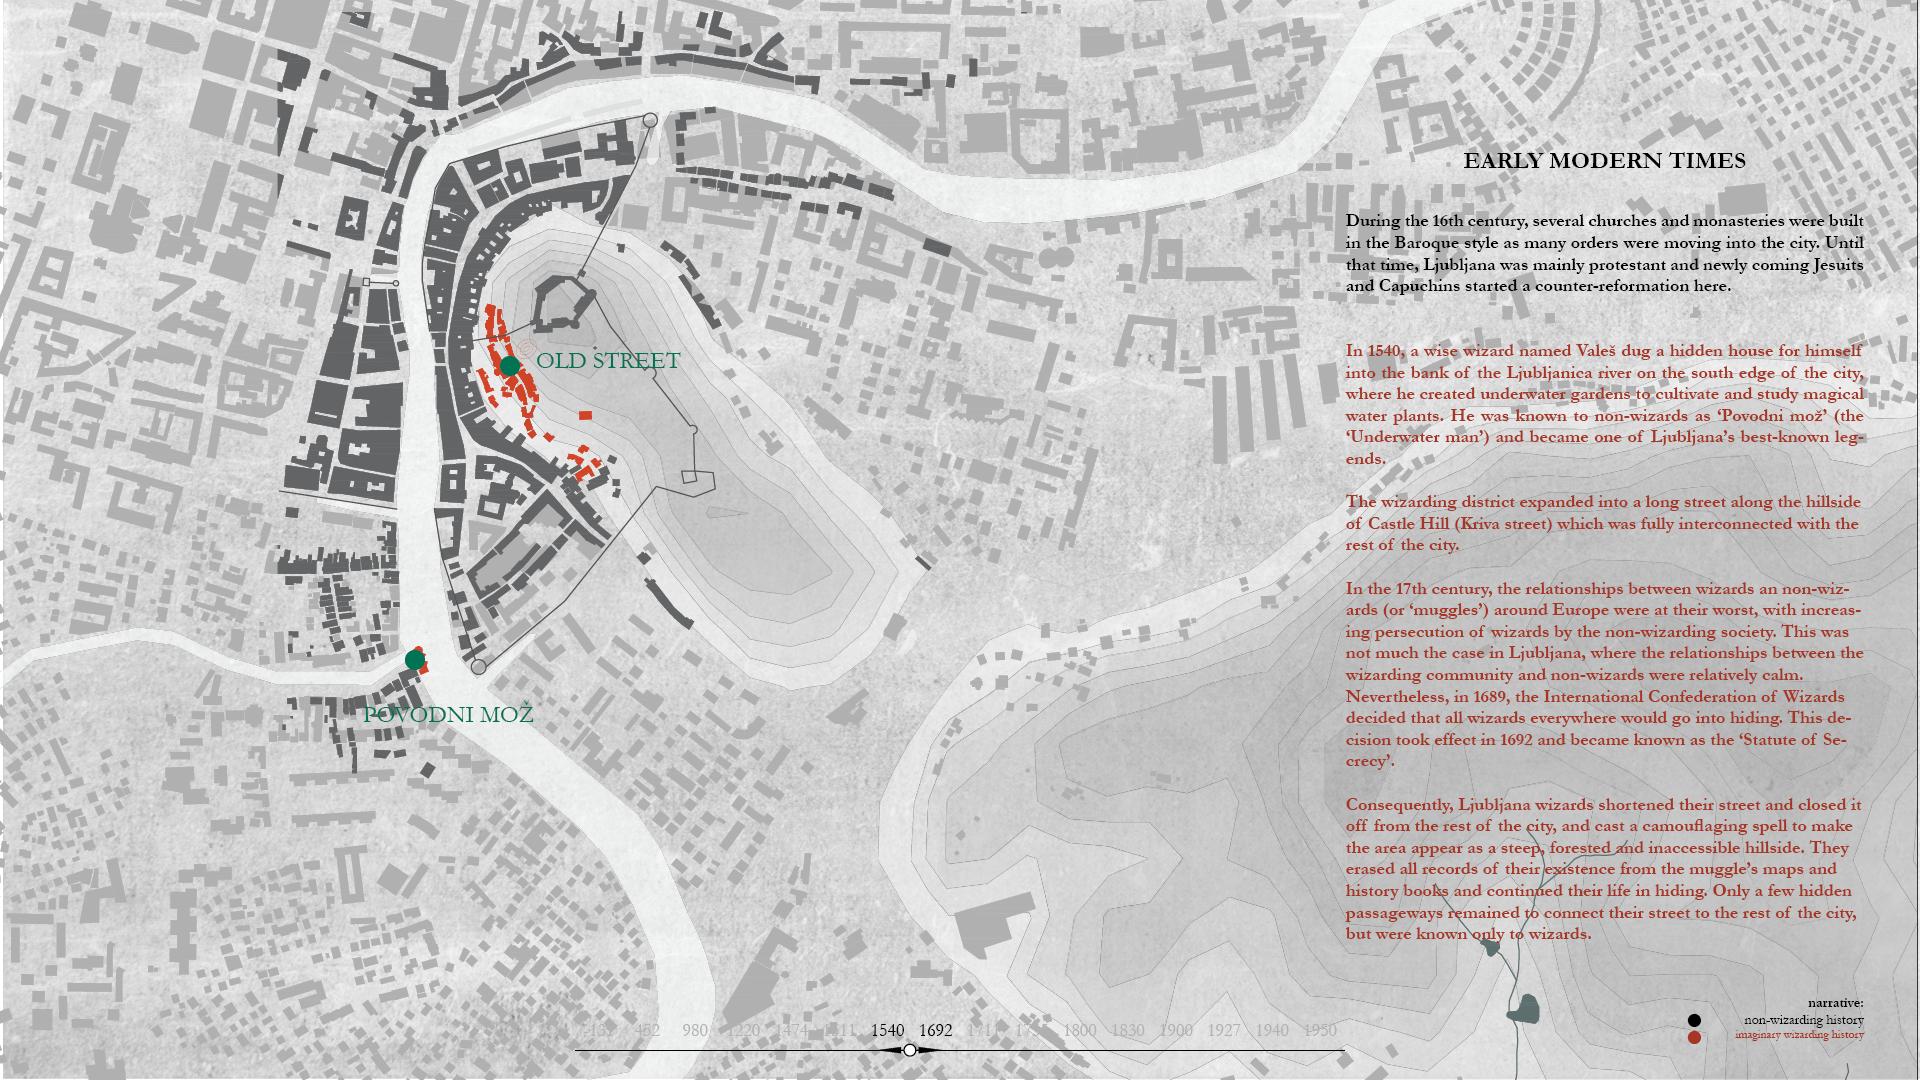 EARLY MODERN TIMES
During the 16th century, several churches and monasteries were built
in the Baroque style as many orders were moving into the city. Until
that time, Ljubljana was mainly protestant and newly coming Jesuits
and Capuchins started a counter-reformation here.
In 1540, a wise wizard named Valeš dug a hidden house for himself
into the bank of the Ljubljanica river on the south edge of the city,
where he created underwater gardens to cultivate and study magical
water plants. He was known to non-wizards as ‘Povodni mož’ (the
‘Underwater man’) and became one of Ljubljana’s best-known leg-
ends.
The wizarding district expanded into a long street along the hillside
of Castle Hill (Kriva street) which was fully interconnected with the
rest of the city.
In the 17th century, the relationships between wizards an non-wiz-
ards (or ‘muggles’) around Europe were at their worst, with increas-
ing persecution of wizards by the non-wizarding society. This was
not much the case in Ljubljana, where the relationships between the
wizarding community and non-wizards were relatively calm.
Nevertheless, in 1689, the International Confederation of Wizards
decided that all wizards everywhere would go into hiding. This de-
cision took effect in 1692 and became known as the ‘Statute of Se-
crecy’.
Consequently, Ljubljana wizards shortened their street and closed it
off from the rest of the city, and cast a camouflaging spell to make
the area appear as a steep, forested and inaccessible hillside. They
erased all records of their existence from the muggle’s maps and
history books and continued their life in hiding. Only a few hidden
passageways remained to connect their street to the rest of the city,
but were known only to wizards.
OLD STREET
POVODNI MOŽ
narrative:
non-wizarding history
imaginary wizarding history
452 980 1220 1474 1511 1540 1692 1800 1830 1900 1927 1940 1950